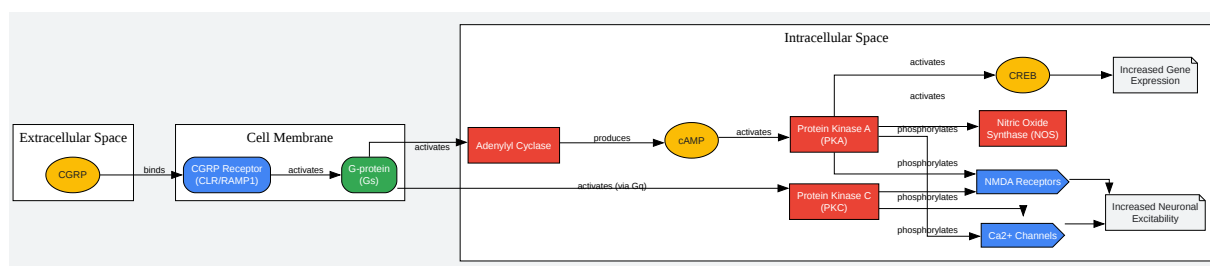 Intracellular Space
activates
CREB
Increased Gene
Expression
activates
Extracellular Space
Cell Membrane
Nitric Oxide
Synthase (NOS)
Protein Kinase A
(PKA)
phosphorylates
activates
produces
cAMP
activates
Adenylyl Cyclase
CGRP
binds
CGRP Receptor
(CLR/RAMP1)
activates
G-protein
(Gs)
phosphorylates
NMDA Receptors
activates (via Gq)
Protein Kinase C
(PKC)
phosphorylates
Increased Neuronal
Excitability
phosphorylates
Ca2+ Channels